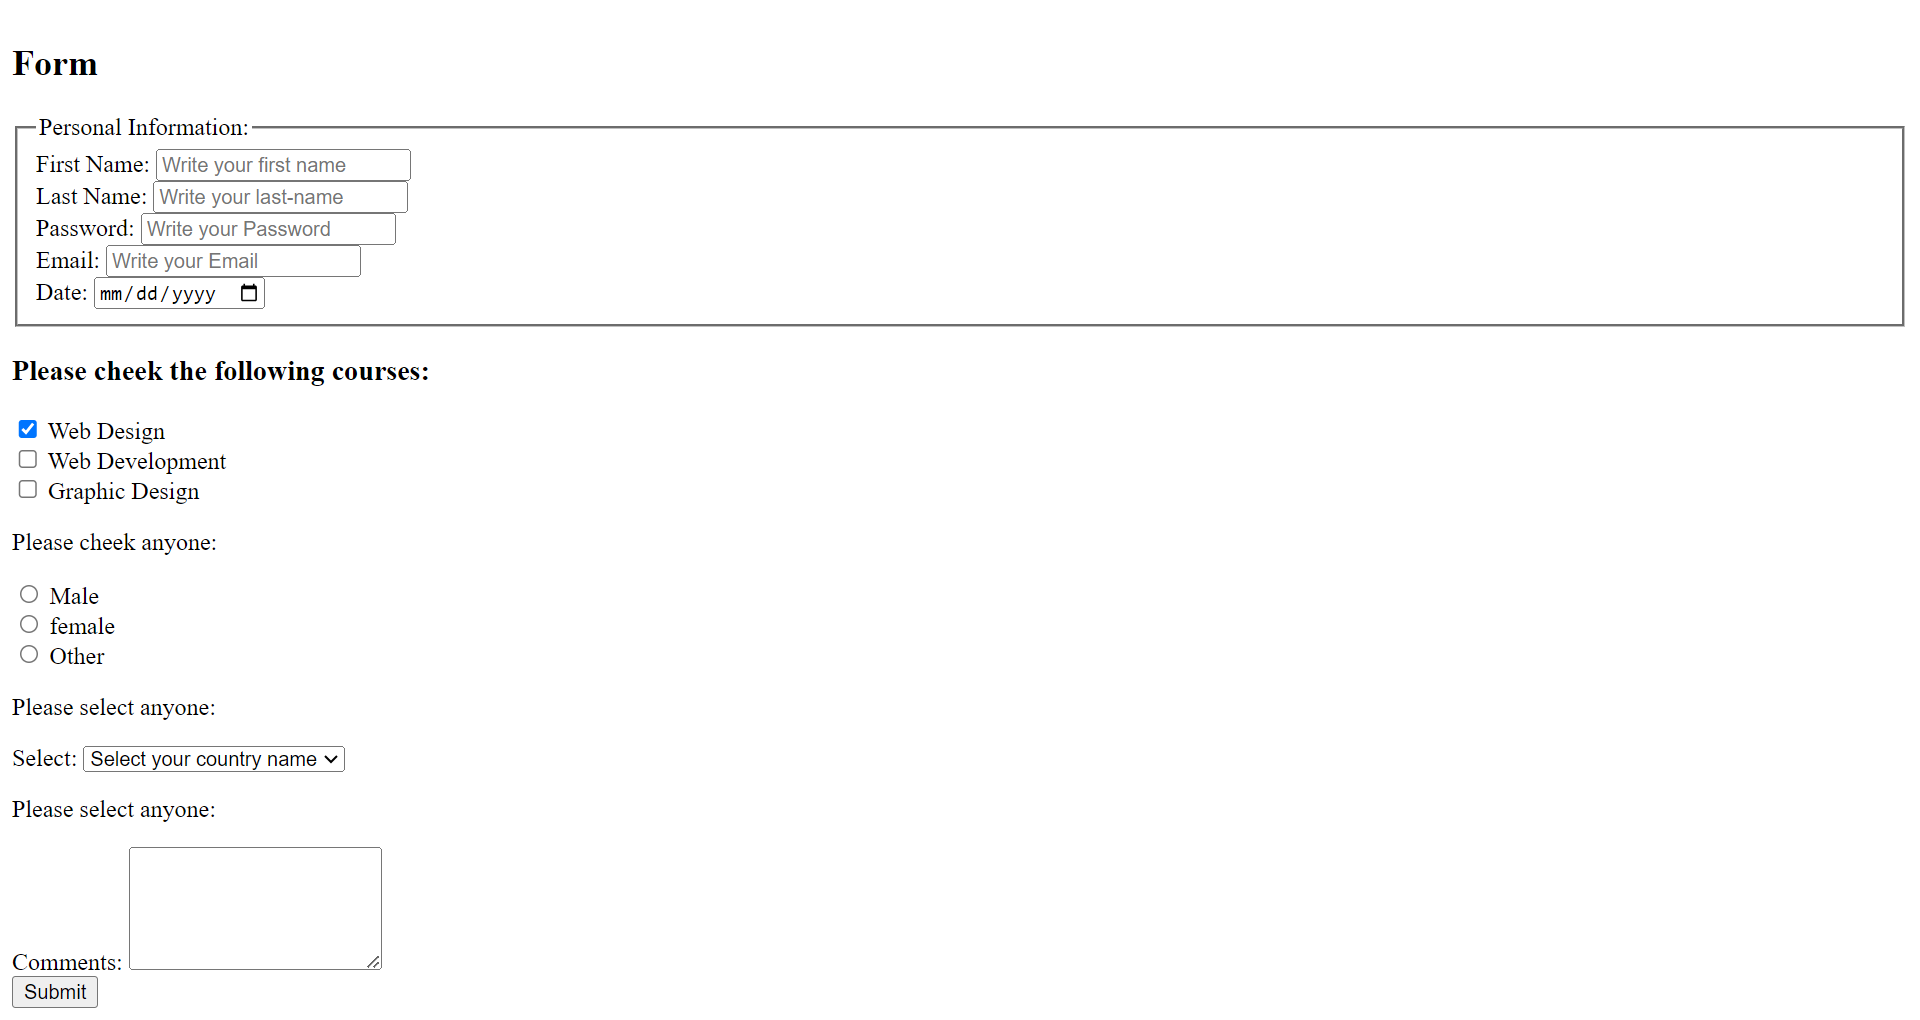 Form
Personal Information:
First Name: Write your first name
Last Name: Write your last-name
Password: Write your Password
Email: Write your Email
Date: mm/dd/yyyy
Please cheek the following courses:
Web Design
Web Development
Graphic Design
Please cheek anyone:
Male
female
Other
Please select anyone:
Select: Select your country name
Please select anyone:
Comments:
Submit